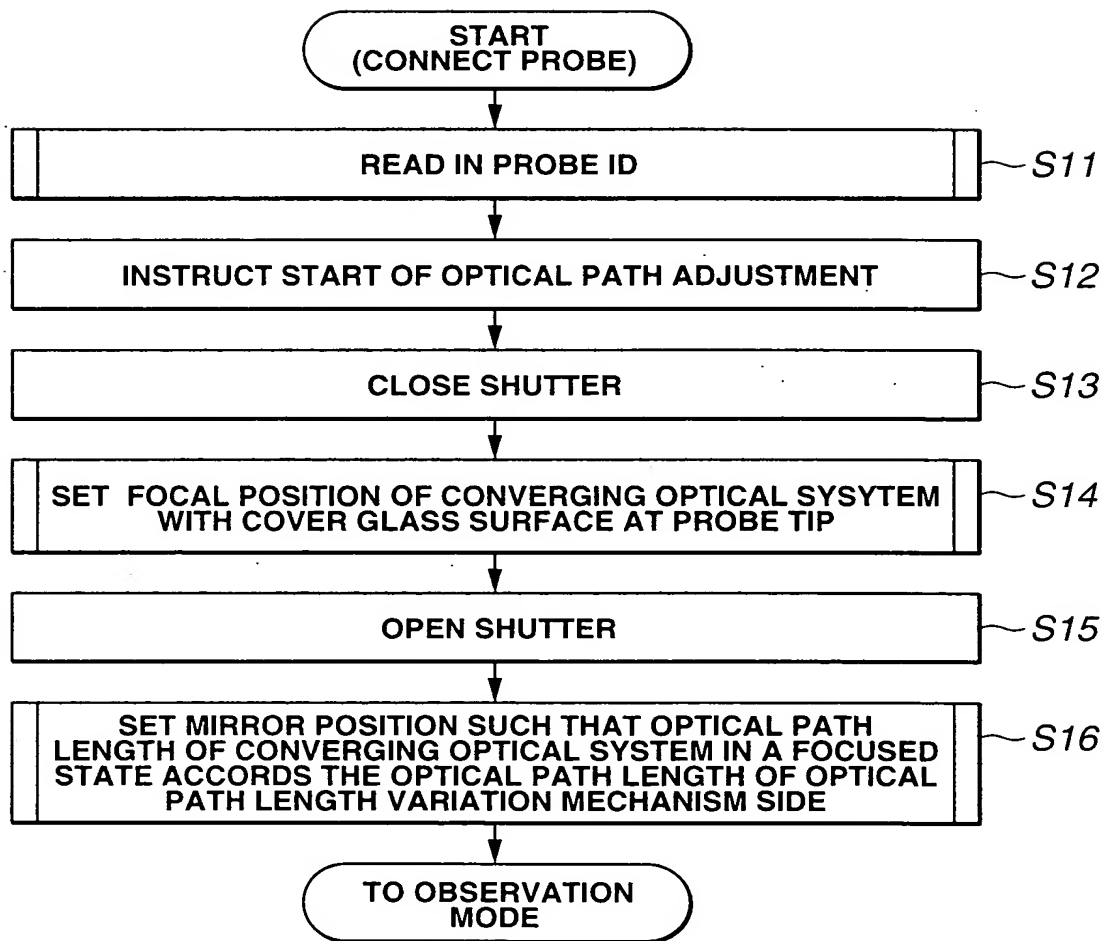 START
(CONNECT PROBE)
READ IN PROBE ID
S11
INSTRUCT START OF OPTICAL PATH ADJUSTMENT
S12
CLOSE SHUTTER
S13
SET FOCAL POSITION OF CONVERGING OPTICAL SYSYTEM
WITH COVER GLASS SURFACE AT PROBE TIP
S14
OPEN SHUTTER
S15
SET MIRROR POSITION SUCH THAT OPTICAL PATH
LENGTH OF CONVERGING OPTICAL SYSTEM IN A FOCUSED
STATE ACCORDS THE OPTICAL PATH LENGTH OF OPTICAL
PATH LENGTH VARIATION MECHANISM SIDE
S16
TO OBSERVATION
MODE